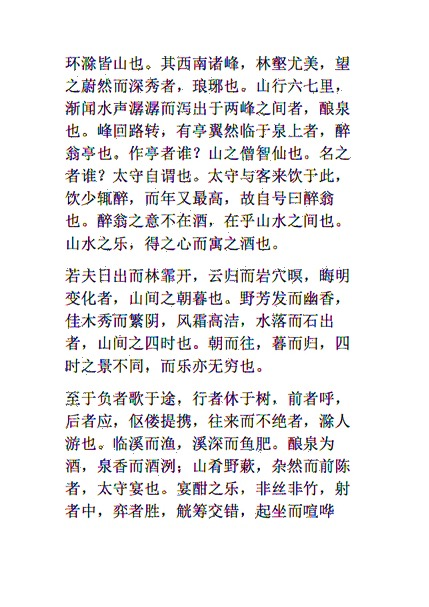 环滁皆山也。其西南诸峰，林壑尤美，望
之蔚然而深秀者，琅琊也。山行六七里，
渐闻水声潺潺而泻出于两峰之间者，酿泉
也。峰回路转，有亭翼然临于泉上者，醉
翁亭也。作亭者谁？山之僧智仙也。名之
者谁？太守自谓也。太守与客来饮于此，
饮少辄醉，而年又最高，故自号曰醉翁
也。醉翁之意不在酒，在乎山水之间也。
山水之乐，得之心而寓之酒也。
若夫日出而林霏开，云归而岩穴暝，晦明
变化者，山间之朝暮也。野芳发而幽香，
佳木秀而繁阴，风霜高洁，水落而石出
者，山间之四时也。朝而往，暮而归，四
时之景不同，而乐亦无穷也。
至于负者歌于途，行者休于树，前者呼，
后者应，伛偻提携，往来而不绝者，滁人
游也。临溪而渔，溪深而鱼肥。酿泉为
酒，泉香而酒洌；山肴野蔌，杂然而前陈
者，太守宴也。宴酣之乐，非丝非竹，射
者中，弈者胜，觥筹交错，起坐而喧哗